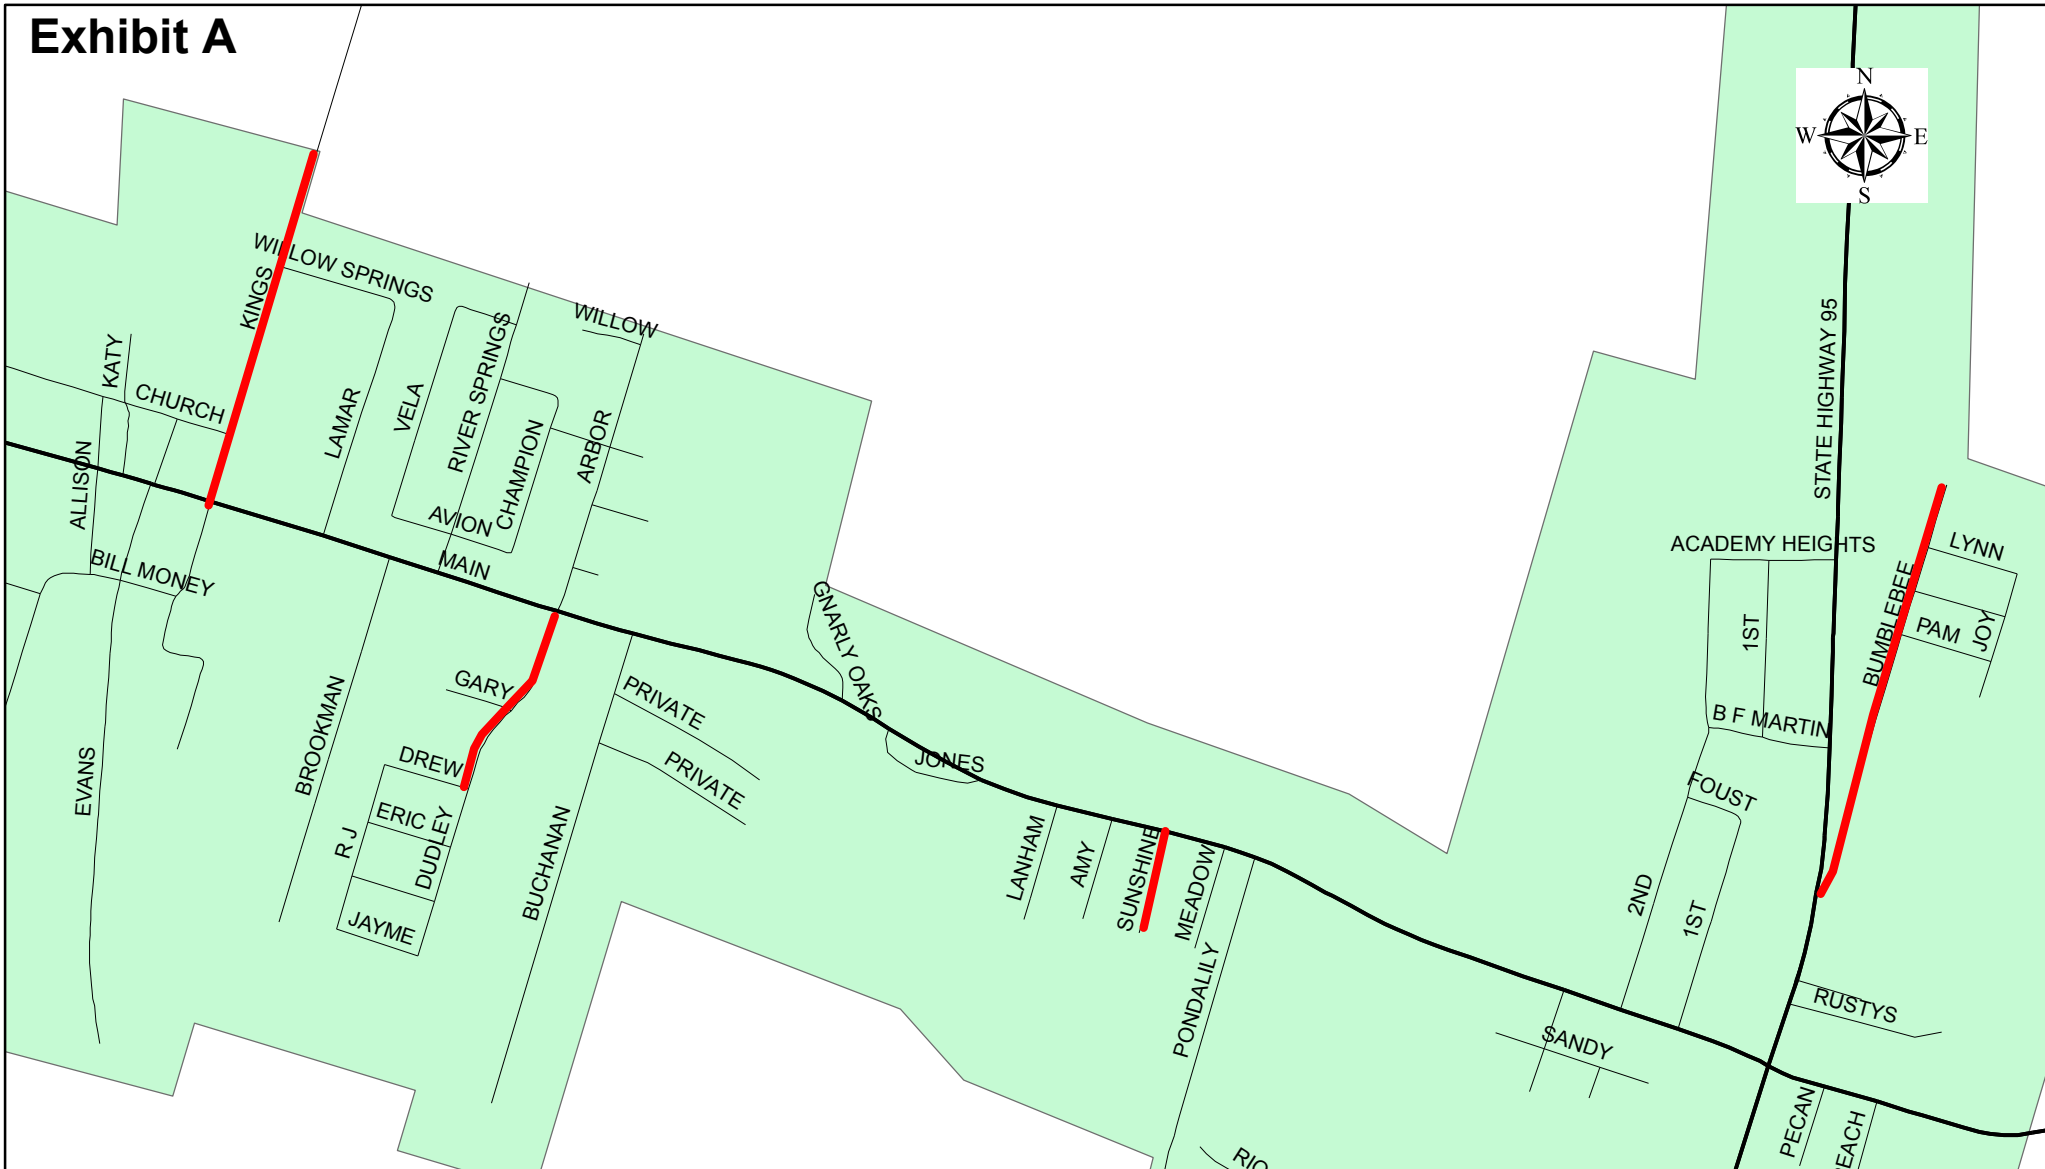 Exhibit A
N
W
E
S
WILLOW SPRINGS
KINGS
WILLOW
STATE HIGHWAY 95
KATY
RIVER SPRINGS
CHURCH
VELA
LAMAR
ARBOR
CHAMPION
ALLISON
AVION
MAIN
BILL MONEY
ACADEMY HEIGHTS
LYNN
BUMBLEBEE
1ST
PAM
JOY
GNARLY OAKS
GARY
PRIVATE
BROOKMAN
B F MARTIN
DREW
PRIVATE
JONES
EVANS
FOUST
ERIC
R J
DUDLEY
BUCHANAN
LANHAM
AMY
SUNSHINE
MEADOW
2ND
1ST
JAYME
PONDALILY
RUSTYS
SANDY
PECAN
EACH
RIO